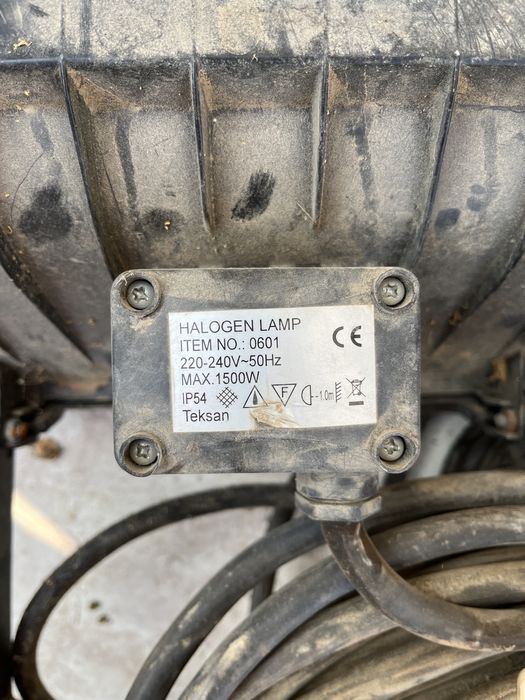 HALOGEN LAMP
ITEM NO.: 0601
CE
220-240V~50Hz
MAX.1500W
IP54 F -1.0m
Teksan